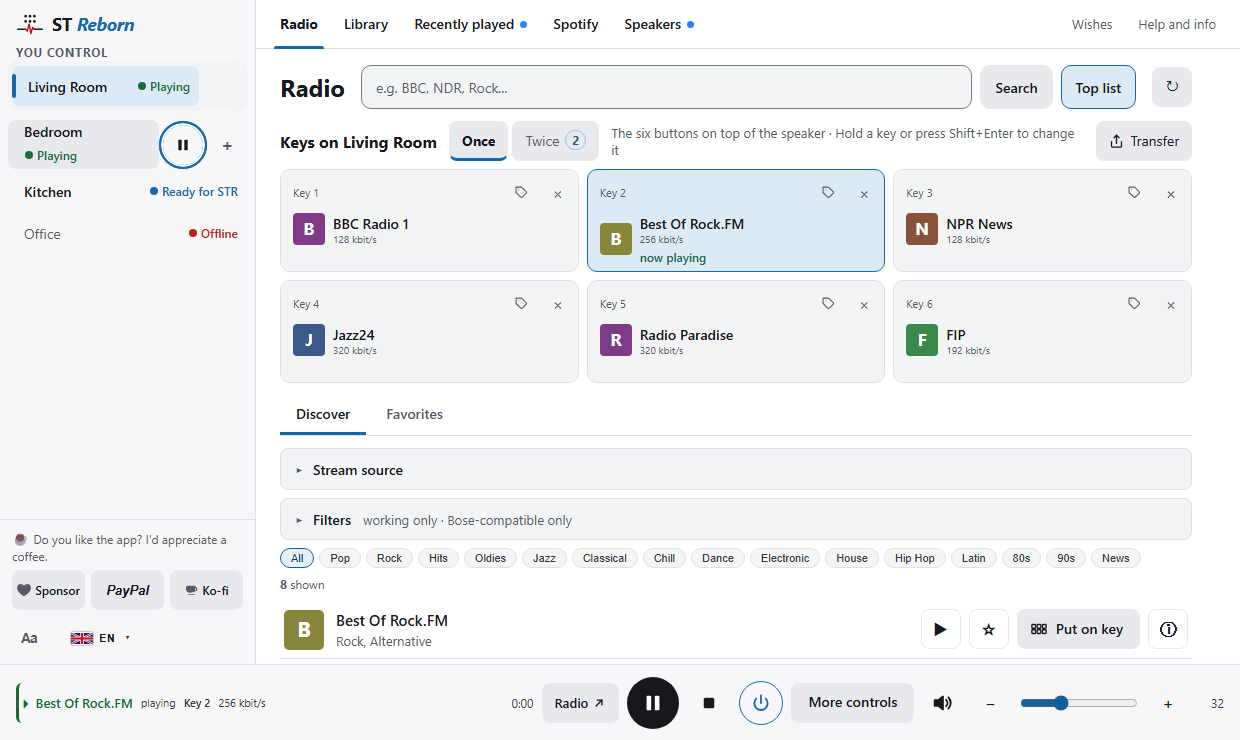 ST Reborn
YOU CONTROL
Living Room
Playing
Bedroom
Playing
+
Kitchen
Ready for STR
Office
Offline
Do you like the app? I'd appreciate a
coffee.
Sponsor
PayPal
Ko-fi
Aa
EN
Radio
Library
Recently played
Spotify
Speakers
Wishes
Help and info
Radio
e.g. BBC, NDR, Rock...
Search
Top list
Keys on Living Room
Once
Twice 2
The six buttons on top of the speaker · Hold a key or press Shift+Enter to change
it
Transfer
Key 1
B
BBC Radio 1
128 kbit/s
Key 2
B
Best Of Rock.FM
256 kbit/s
now playing
Key 3
N
NPR News
128 kbit/s
Key 4
J
Jazz24
320 kbit/s
Key 5
R
Radio Paradise
320 kbit/s
Key 6
F
FIP
192 kbit/s
Discover
Favorites
Stream source
Filters working only · Bose-compatible only
All
Pop
Rock
Hits
Oldies
Jazz
Classical
Chill
Dance
Electronic
House
Hip Hop
Latin
80s
90s
News
8 shown
B
Best Of Rock.FM
Rock, Alternative
Put on key
Best Of Rock.FM playing Key 2 256 kbit/s
0:00
Radio ↗
More controls
−
+
32